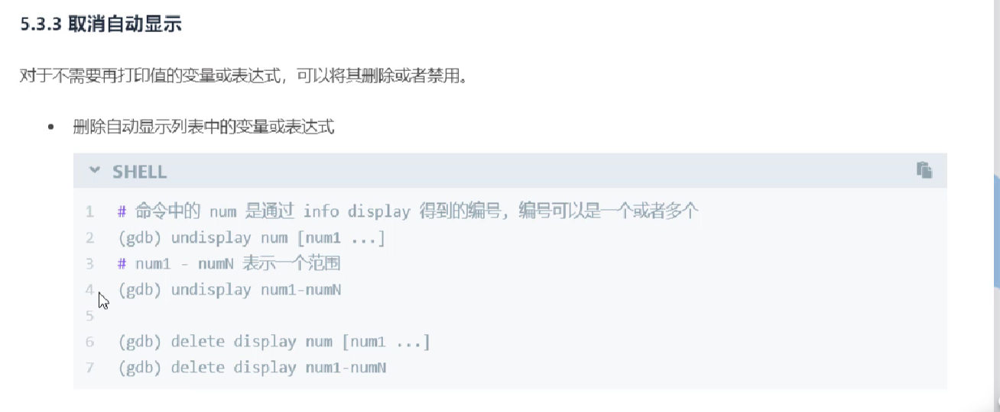 5.3.3 取消自动显示
对于不需要再打印值的变量或表达式，可以将其删除或者禁用。
• 删除自动显示列表中的变量或表达式
SHELL
1 # 命令中的 num 是通过 info display 得到的编号, 编号可以是一个或者多个
2 (gdb) undisplay num [num1 ...]
3 # num1 - numN 表示一个范围
4 (gdb) undisplay num1-numN
5
6 (gdb) delete display num [num1 ...]
7 (gdb) delete display num1-numN